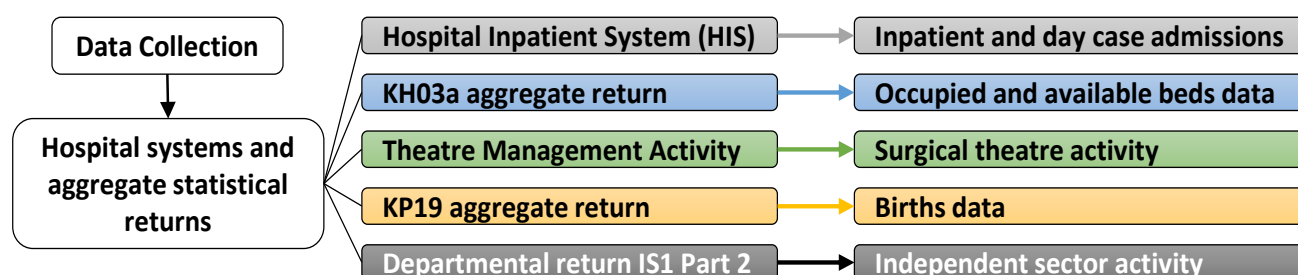 Data Collection
Hospital systems and
aggregate statistical
returns
Hospital Inpatient System (HIS)
Inpatient and day case admissions
KH03a aggregate return
Occupied and available beds data
Theatre Management Activity
Surgical theatre activity
KP19 aggregate return
Births data
Departmental return IS1 Part 2
Independent sector activity